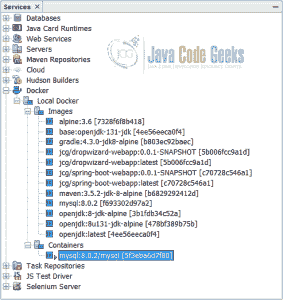 Services
Databases
Java Card Runtimes
Web Services
Servers
Maven Repositories
Cloud
Hudson Builders
Docker
Local Docker
Images
alpine:3.6 [7328f6f8b418]
base:openjdk-131-jdk [4ee56eeca0f4]
gradle:4.3.0-jdk8-alpine [b803ec92baec]
jcg/dropwizard-webapp:0.0.1-SNAPSHOT [5b006fcc9a1d]
jcg/dropwizard-webapp:latest [5b006fcc9a1d]
jcg/spring-boot-webapp:0.0.1-SNAPSHOT [c70728c546a1]
jcg/spring-boot-webapp:latest [c70728c546a1]
maven:3.5.2-jdk-8-alpine [b6829292412d]
mysql:8.0.2 [f693302d97a2]
openjdk:8-jdk-alpine [3b1fdb34c52a]
openjdk:8u131-jdk-alpine [478bf389b75b]
openjdk:latest [4ee56eeca0f4]
Containers
mysql:8.0.2/mysql [5f3eba6d7f80]
Task Repositories
JS Test Driver
Selenium Server
Java Code Geeks